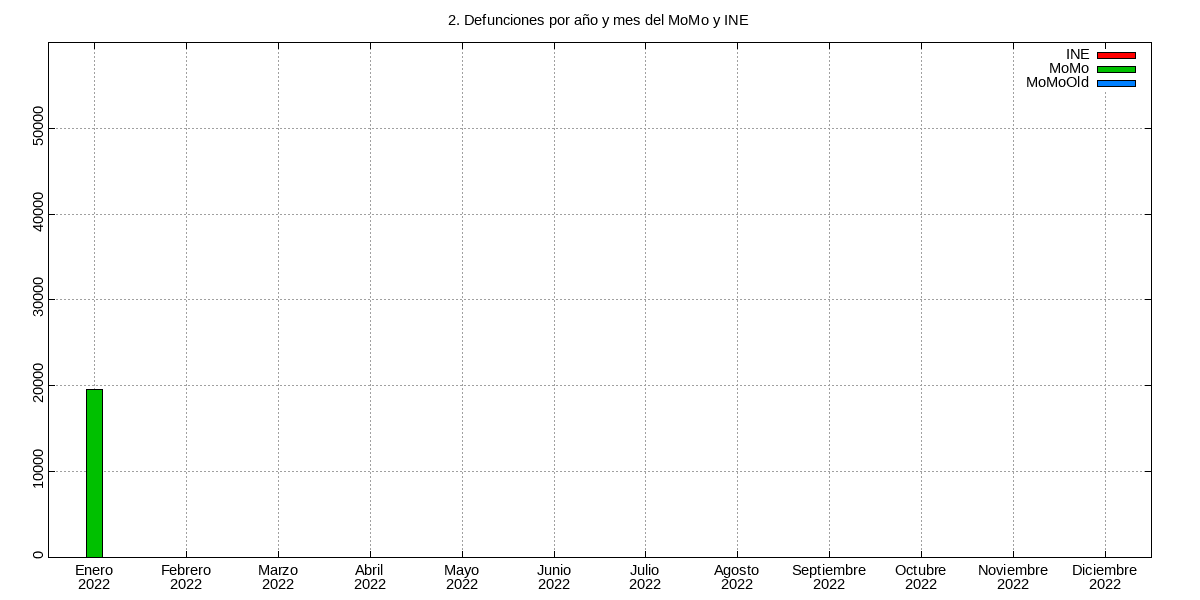 2. Defunciones por año y mes del MoMo y INE
INE
MoMo
MoMoOld
50000
40000
30000
20000
10000
0
Enero Febrero Marzo Abril Mayo Junio Julio Agosto Septiembre Octubre Noviembre Diciembre
2022 2022 2022 2022 2022 2022 2022 2022 2022 2022 2022 2022